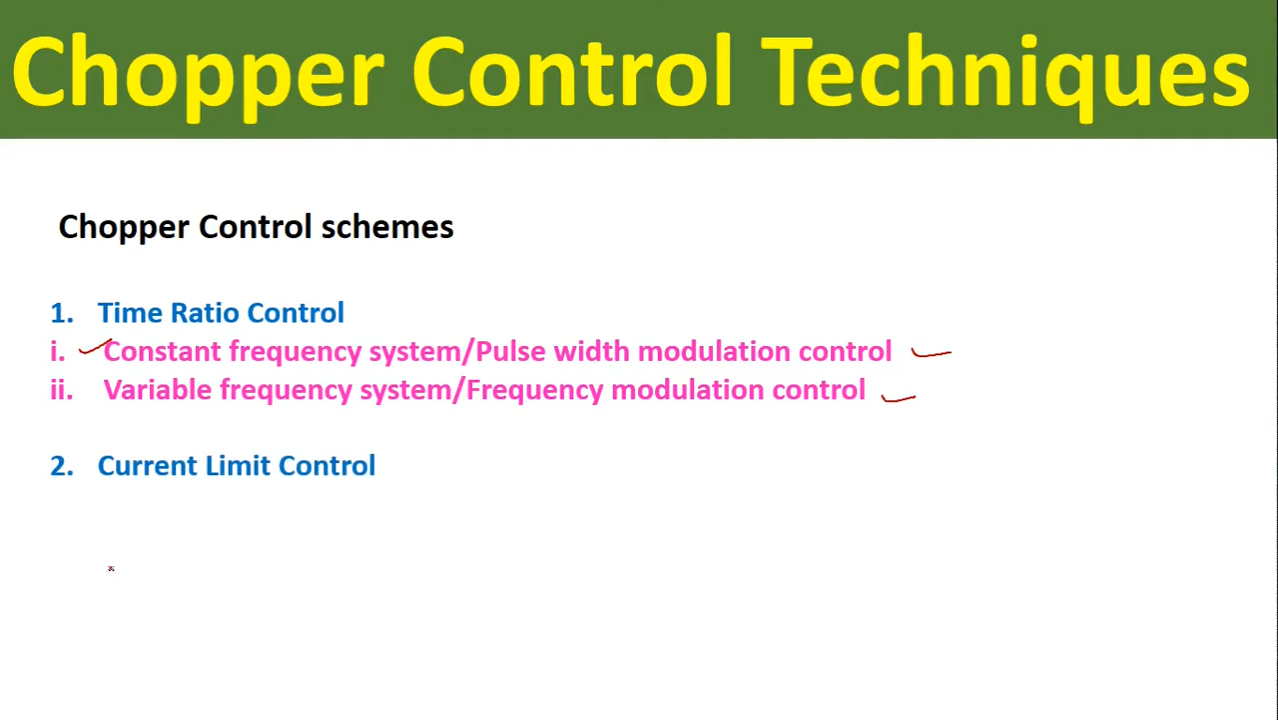 Chopper Control Techniques
Chopper Control schemes
1. Time Ratio Control
i. Constant frequency system/Pulse width modulation control
ii. Variable frequency system/Frequency modulation control
2. Current Limit Control